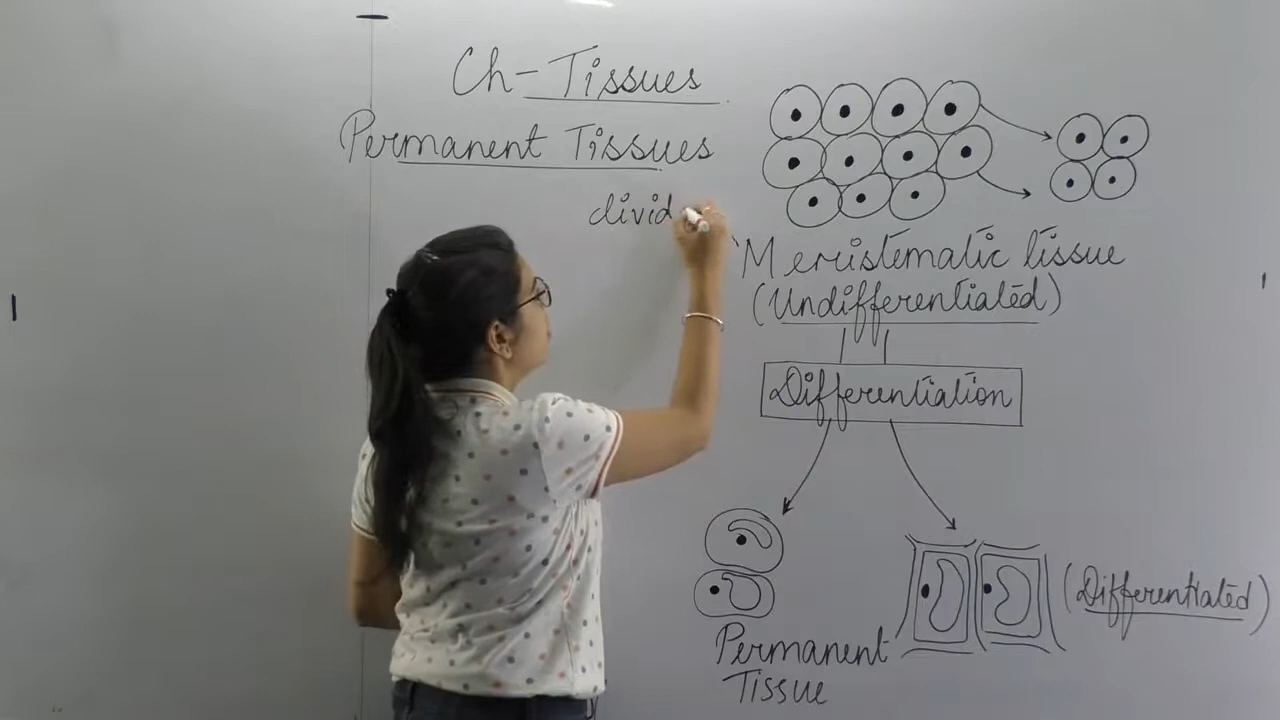 Ch- Tissues
Permanent Tissues
divid
Meristematic tissue
(Undifferentiated)
Differentiation
(Differentiated)
Permanent
Tissue